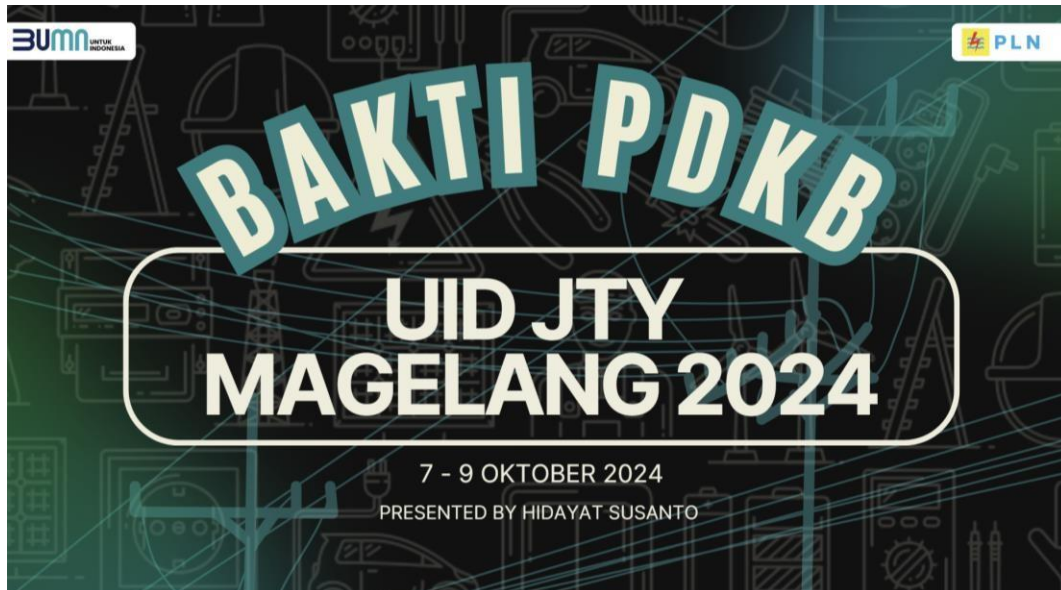 BUMN UNTUK
INDONESIA
PLN
BAKTI PDKB
UID JTY
MAGELANG 2024
7 - 9 OKTOBER 2024
PRESENTED BY HIDAYAT SUSANTO